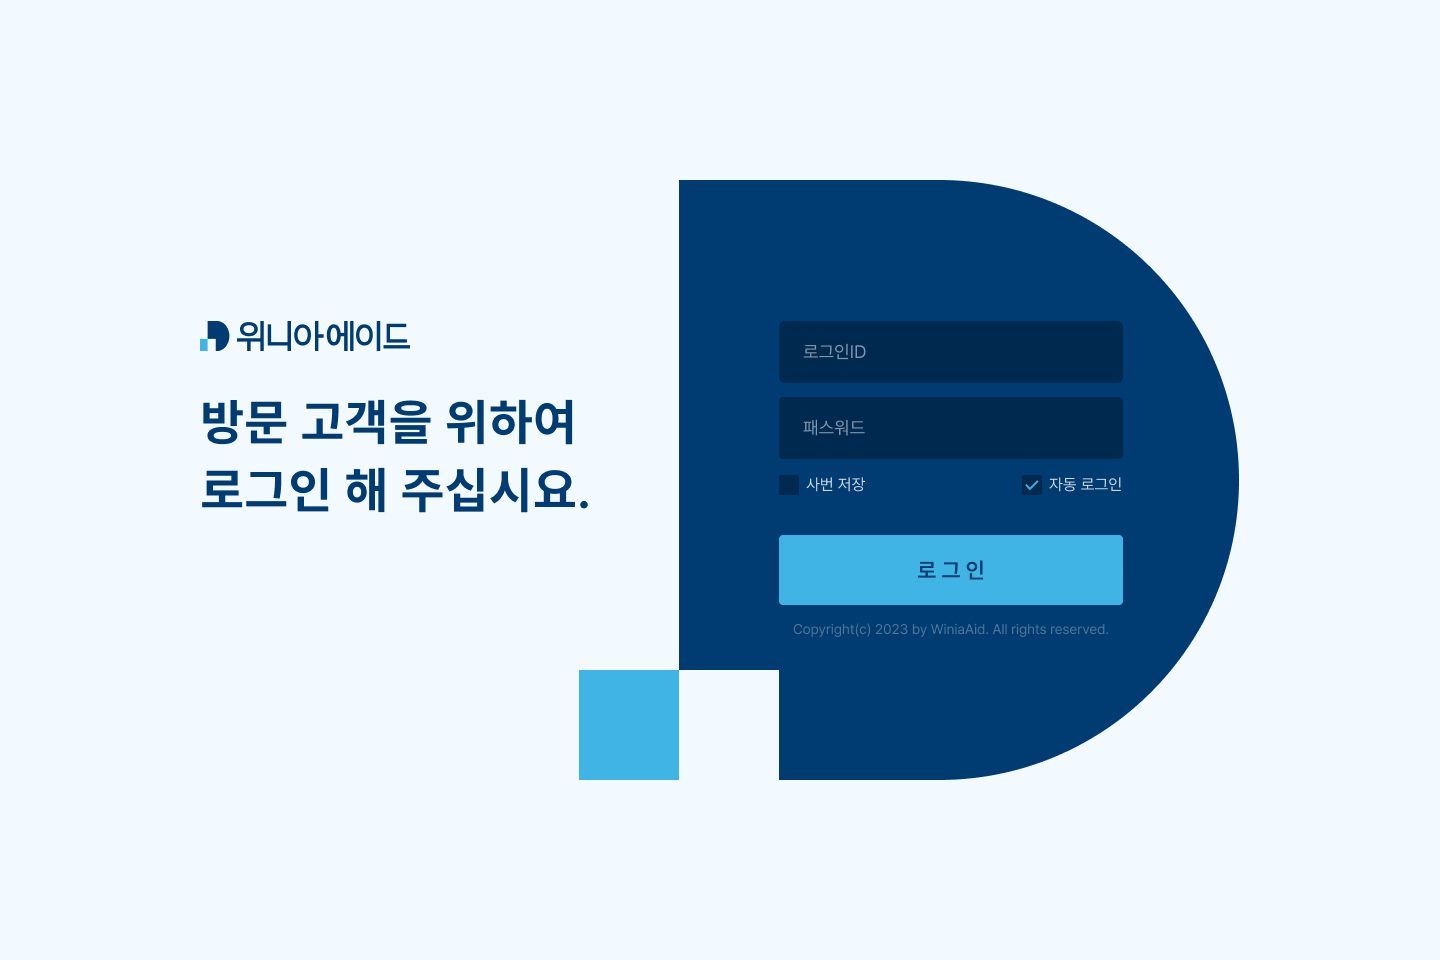 위니아에이드
방문 고객을 위하여
로그인 해 주십시요.
로그인ID
패스워드
사번 저장
자동 로그인
로그인
Copyright(c) 2023 by WiniaAid. All rights reserved.